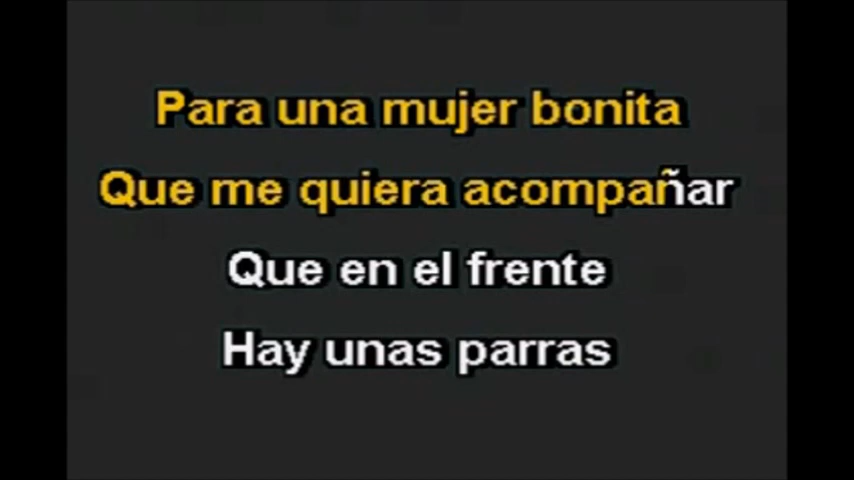 Para una mujer bonita
Que me quiera acompañar
Que en el frente
Hay unas parras